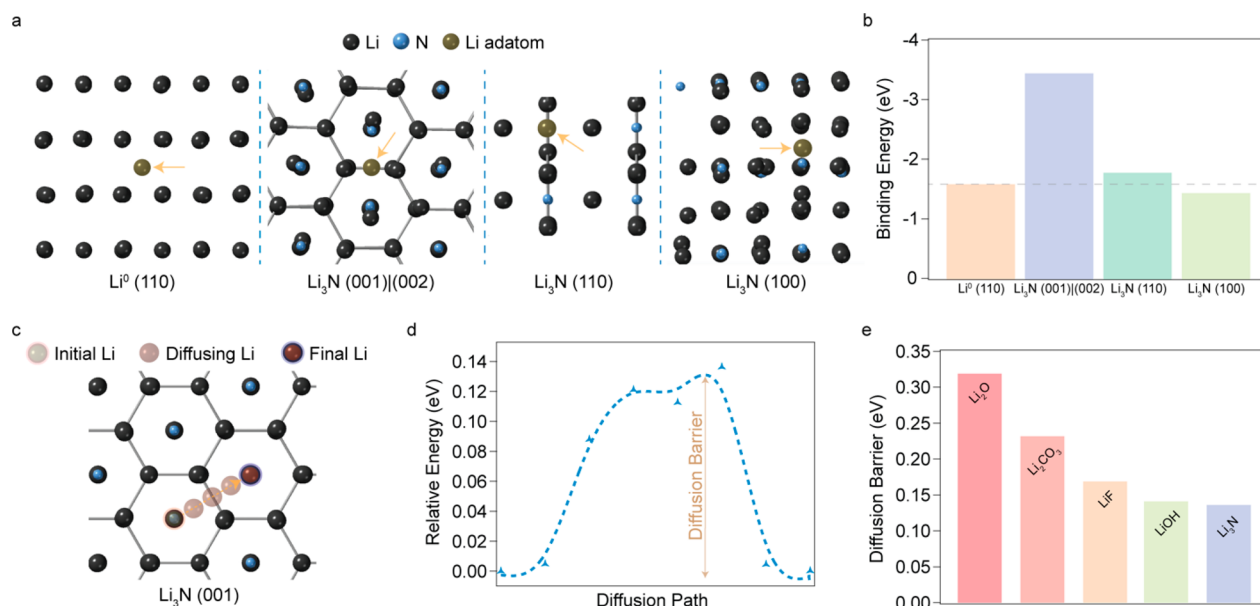 a
Li N Li adatom
Li⁰ (110)
Li₃N (001)|(002)
Li₃N (110)
Li₃N (100)
b
Binding Energy (eV)
-4
-3
-2
-1
0
Li⁰ (110)
Li₃N (001)|(002)
Li₃N (110)
Li₃N (100)
c
Initial Li Diffusing Li Final Li
Li₃N (001)
d
Relative Energy (eV)
0.14
0.12
0.10
0.08
0.06
0.04
0.02
0.00
Diffusion Barrier
Diffusion Path
e
Diffusion Barrier (eV)
0.35
0.30
0.25
0.20
0.15
0.10
0.05
0.00
Li₂O
Li₂CO₃
LiF
LiOH
Li₃N